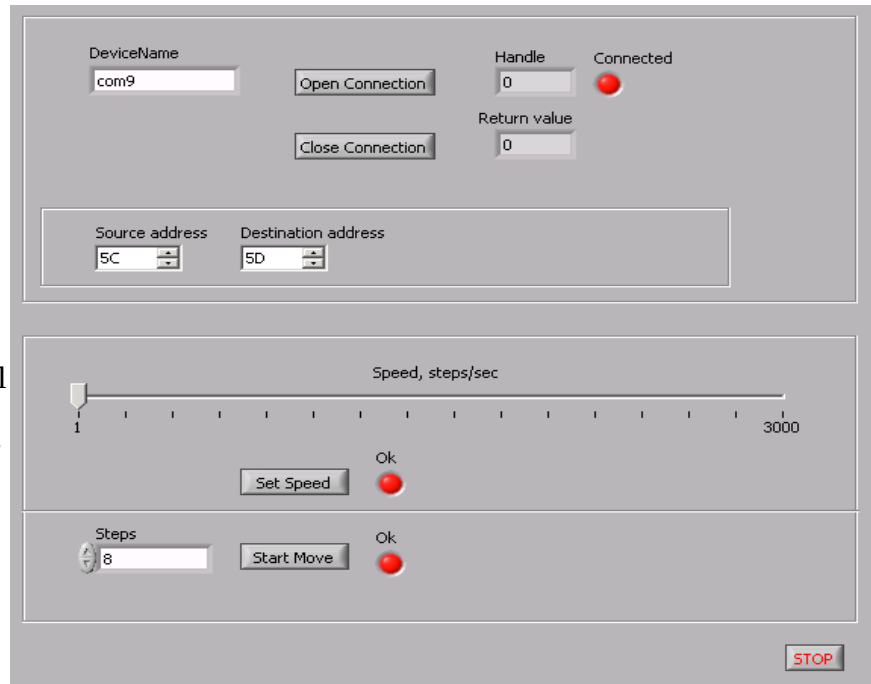 DeviceName
com9
Open Connection
Handle
0
Connected
Close Connection
Return value
0
Source address
5C
Destination address
5D
l
Speed, steps/sec
1
3000
Set Speed
Ok
Steps
8
Start Move
Ok
STOP